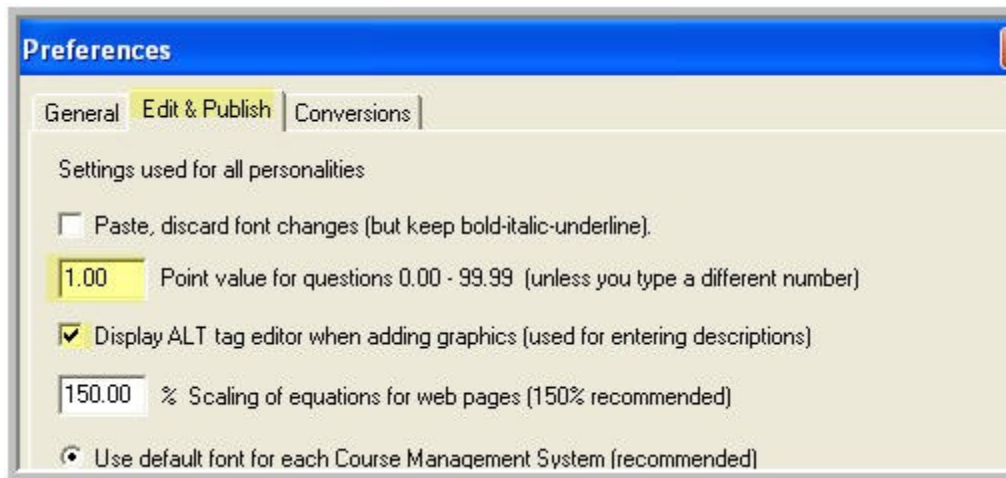 Preferences
General Edit & Publish Conversions
Settings used for all personalities
Paste, discard font changes (but keep bold-italic-underline).
1.00 Point value for questions 0.00 - 99.99 (unless you type a different number)
Display ALT tag editor when adding graphics (used for entering descriptions)
150.00 % Scaling of equations for web pages (150% recommended)
Use default font for each Course Management System (recommended)